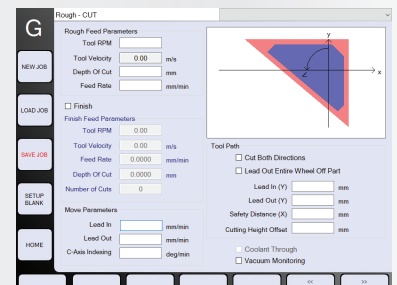 Rough - CUT
G
NEW JOB
LOAD JOB
SAVE JOB
SETUP
BLANK
HOME
Rough Feed Parameters
Tool RPM
Tool Velocity 0.00 m/s
Depth Of Cut mm
Feed Rate mm/min
Finish
Finish Feed Parameters
Tool RPM 0.00
Tool Velocity 0.00 m/s
Feed Rate 0.0000 mm/min
Depth Of Cut 0.0000 mm
Number of Cuts 0
Move Parameters
Lead In mm/min
Lead Out mm/min
C-Axis Indexing deg/min
y
x
Tool Path
Cut Both Directions
Lead Out Entire Wheel Off Part
Lead In (Y) mm
Lead Out (Y) mm
Safety Distance (X) mm
Cutting Height Offset mm
Coolant Through
Vacuum Monitoring
<< >>